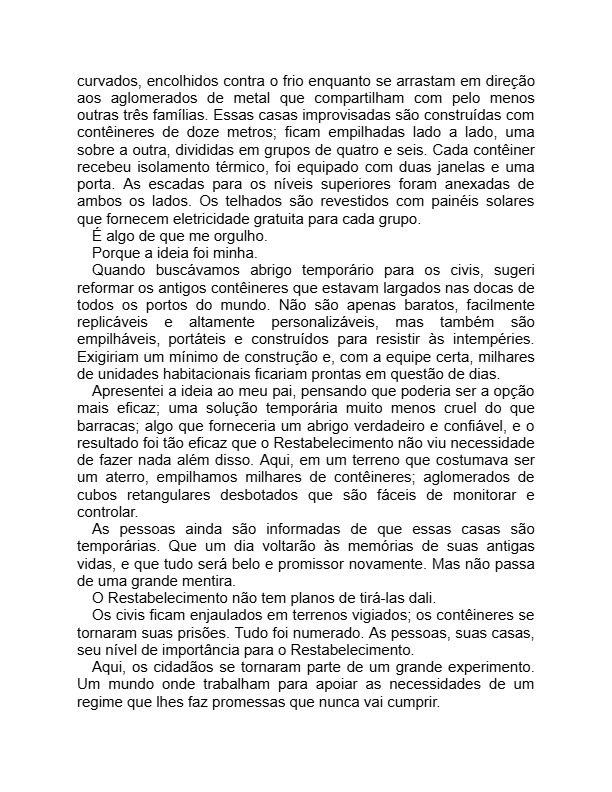 curvados, encolhidos contra o frio enquanto se arrastam em direção
aos aglomerados de metal que compartilham com pelo menos
outras três famílias. Essas casas improvisadas são construídas com
contêineres de doze metros; ficam empilhadas lado a lado, uma
sobre a outra, divididas em grupos de quatro e seis. Cada contêiner
recebeu isolamento térmico, foi equipado com duas janelas e uma
porta. As escadas para os níveis superiores foram anexadas de
ambos os lados. Os telhados são revestidos com painéis solares
que fornecem eletricidade gratuita para cada grupo.
É algo de que me orgulho.
Porque a ideia foi minha.
Quando buscávamos abrigo temporário para os civis, sugeri
reformar os antigos contêineres que estavam largados nas docas de
todos os portos do mundo. Não são apenas baratos, facilmente
replicáveis e altamente personalizáveis, mas também são
empilháveis, portáteis e construídos para resistir às intempéries.
Exigiriam um mínimo de construção e, com a equipe certa, milhares
de unidades habitacionais ficariam prontas em questão de dias.
Apresentei a ideia ao meu pai, pensando que poderia ser a opção
mais eficaz; uma solução temporária muito menos cruel do que
barracas; algo que forneceria um abrigo verdadeiro e confiável, e o
resultado foi tão eficaz que o Restabelecimento não viu necessidade
de fazer nada além disso. Aqui, em um terreno que costumava ser
um aterro, empilhamos milhares de contêineres; aglomerados de
cubos retangulares desbotados que são fáceis de monitorar e
controlar.
As pessoas ainda são informadas de que essas casas são
temporárias. Que um dia voltarão às memórias de suas antigas
vidas, e que tudo será belo e promissor novamente. Mas não passa
de uma grande mentira.
O Restabelecimento não tem planos de tirá-las dali.
Os civis ficam enjaulados em terrenos vigiados; os contêineres se
tornaram suas prisões. Tudo foi numerado. As pessoas, suas casas,
seu nível de importância para o Restabelecimento.
Aqui, os cidadãos se tornaram parte de um grande experimento.
Um mundo onde trabalham para apoiar as necessidades de um
regime que lhes faz promessas que nunca vai cumprir.